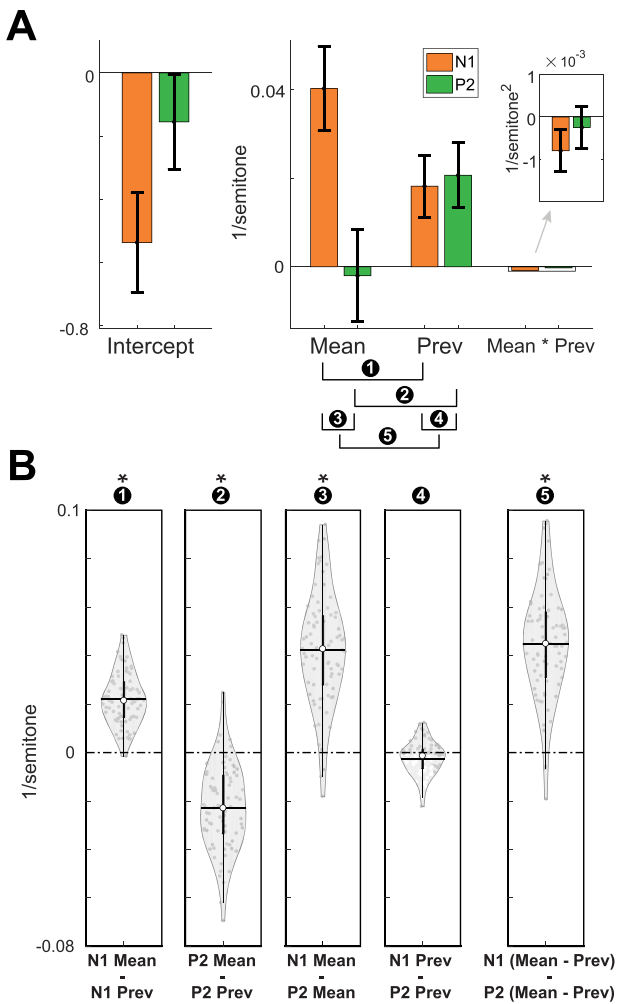 A
0
-0.8
Intercept
1/semitone
0.04
0
N1
P2
1 × 10⁻³
0
-1
1/semitone²
Mean
Prev
Mean * Prev
1
2
3
4
5
B
* * * *
1 2 3 4 5
0.1
0
-0.08
1/semitone
N1 Mean
-
N1 Prev
P2 Mean
-
P2 Prev
N1 Mean
-
P2 Mean
N1 Prev
-
P2 Prev
N1 (Mean - Prev)
-
P2 (Mean - Prev)